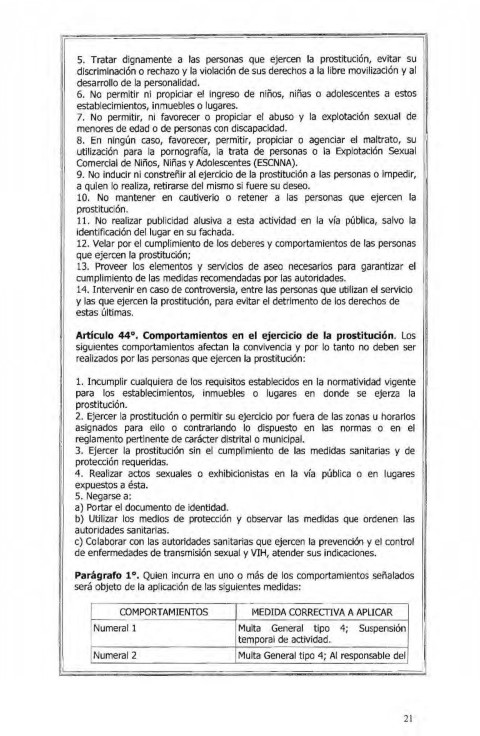 5. Tratar dignamente a las personas que ejercen la prostitución, evitar su
discriminación o rechazo y la violación de sus derechos a la libre movilización y al
desarrollo de la personalidad.
6. No permitir ni propiciar el ingreso de niños, niñas o adolescentes a estos
establecimientos, inmuebles o lugares.
7. No permitir, ni favorecer o propiciar el abuso y la explotación sexual de
menores de edad o de personas con discapacidad.
8. En ningún caso, favorecer, permitir, propiciar o agenciar el maltrato, su
utilización para la pornografía, la trata de personas o la Explotación Sexual
Comercial de Niños, Niñas y Adolescentes (ESCNNA).
9. No inducir ni constreñir al ejercicio de la prostitución a las personas o impedir,
a quien lo realiza, retirarse del mismo si fuere su deseo.
10. No mantener en cautiverio o retener a las personas que ejercen la
prostitución.
11. No realizar publicidad alusiva a esta actividad en la vía pública, salvo la
identificación del lugar en su fachada.
12. Velar por el cumplimiento de los deberes y comportamientos de las personas
que ejercen la prostitución;
13. Proveer los elementos y servicios de aseo necesarios para garantizar el
cumplimiento de las medidas recomendadas por las autoridades.
14. Intervenir en caso de controversia, entre las personas que utilizan el servicio
y las que ejercen la prostitución, para evitar el detrimento de los derechos de
estas últimas.
Artículo 44°. Comportamientos en el ejercicio de la prostitución. Los
siguientes comportamientos afectan la convivencia y por lo tanto no deben ser
realizados por las personas que ejercen la prostitución:
1. Incumplir cualquiera de los requisitos establecidos en la normatividad vigente
para los establecimientos, inmuebles o lugares en donde se ejerza la
prostitución.
2. Ejercer la prostitución o permitir su ejercicio por fuera de las zonas u horarios
asignados para ello o contrariando lo dispuesto en las normas o en el
reglamento pertinente de carácter distrital o municipal.
3. Ejercer la prostitución sin el cumplimiento de las medidas sanitarias y de
protección requeridas.
4. Realizar actos sexuales o exhibicionistas en la vía pública o en lugares
expuestos a ésta.
5. Negarse a:
a) Portar el documento de identidad.
b) Utilizar los medios de protección y observar las medidas que ordenen las
autoridades sanitarias.
c) Colaborar con las autoridades sanitarias que ejercen la prevención y el control
de enfermedades de transmisión sexual y VIH, atender sus indicaciones.
Parágrafo 1°. Quien incurra en uno o más de los comportamientos señalados
será objeto de la aplicación de las siguientes medidas:
COMPORTAMIENTOS MEDIDA CORRECTIVA A APLICAR
Numeral 1 Multa General tipo 4; Suspensión
temporal de actividad.
Numeral 2 Multa General tipo 4; Al responsable del
21